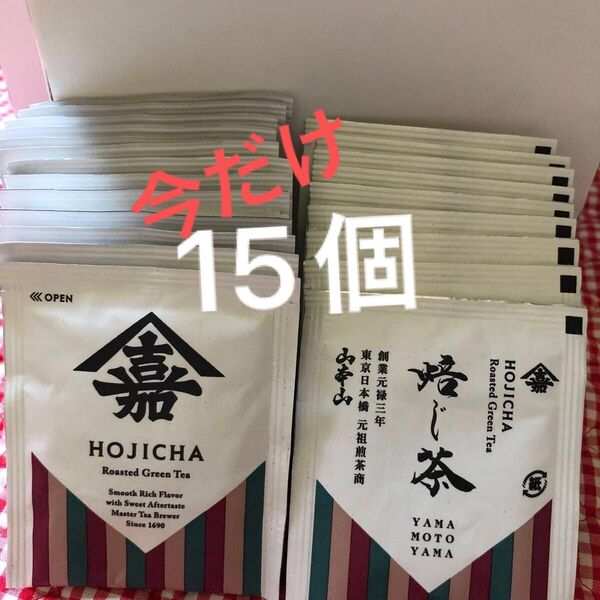 今だけ
15個
OPEN
嘉
HOJICHA
Roasted Green Tea
Smooth Rich Flavor
with Sweet Aftertaste
Master Tea Brewer
Since 1690
嘉
HOJICHA
Roasted Green Tea
焙じ茶
創業元禄三年
東京日本橋 元祖煎茶商
山本山
YAMA
MOTO
YAMA
紙